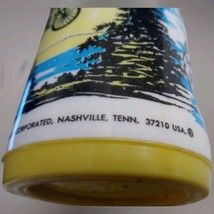 CORPORATED, NASHVILLE, TENN. 37210 USA.